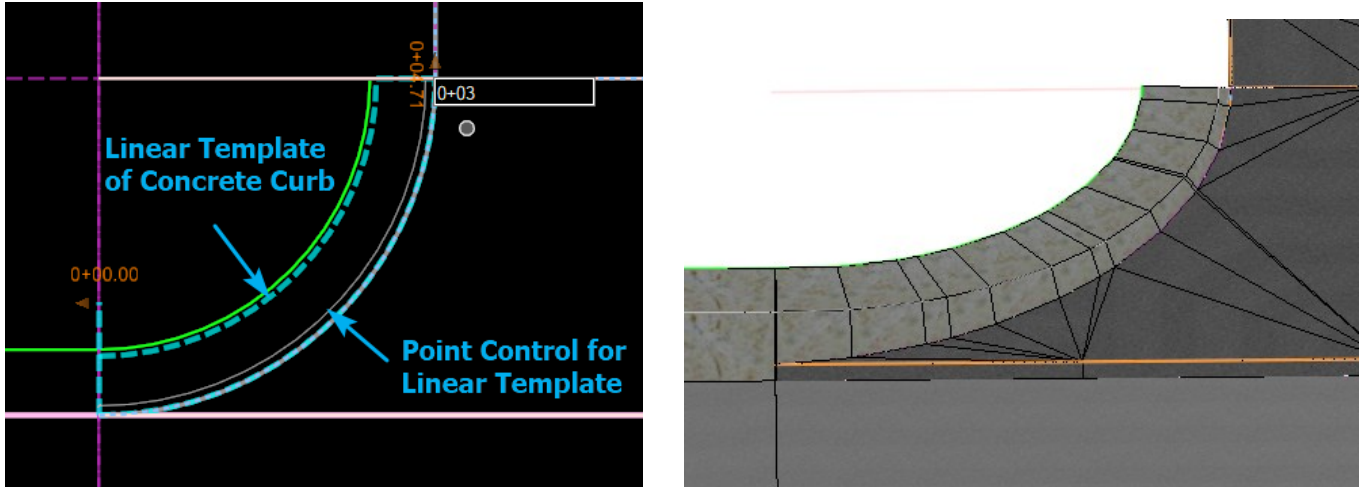 0+04.71
0+03
Linear Template
of Concrete Curb
0+00.00
Point Control for
Linear Template